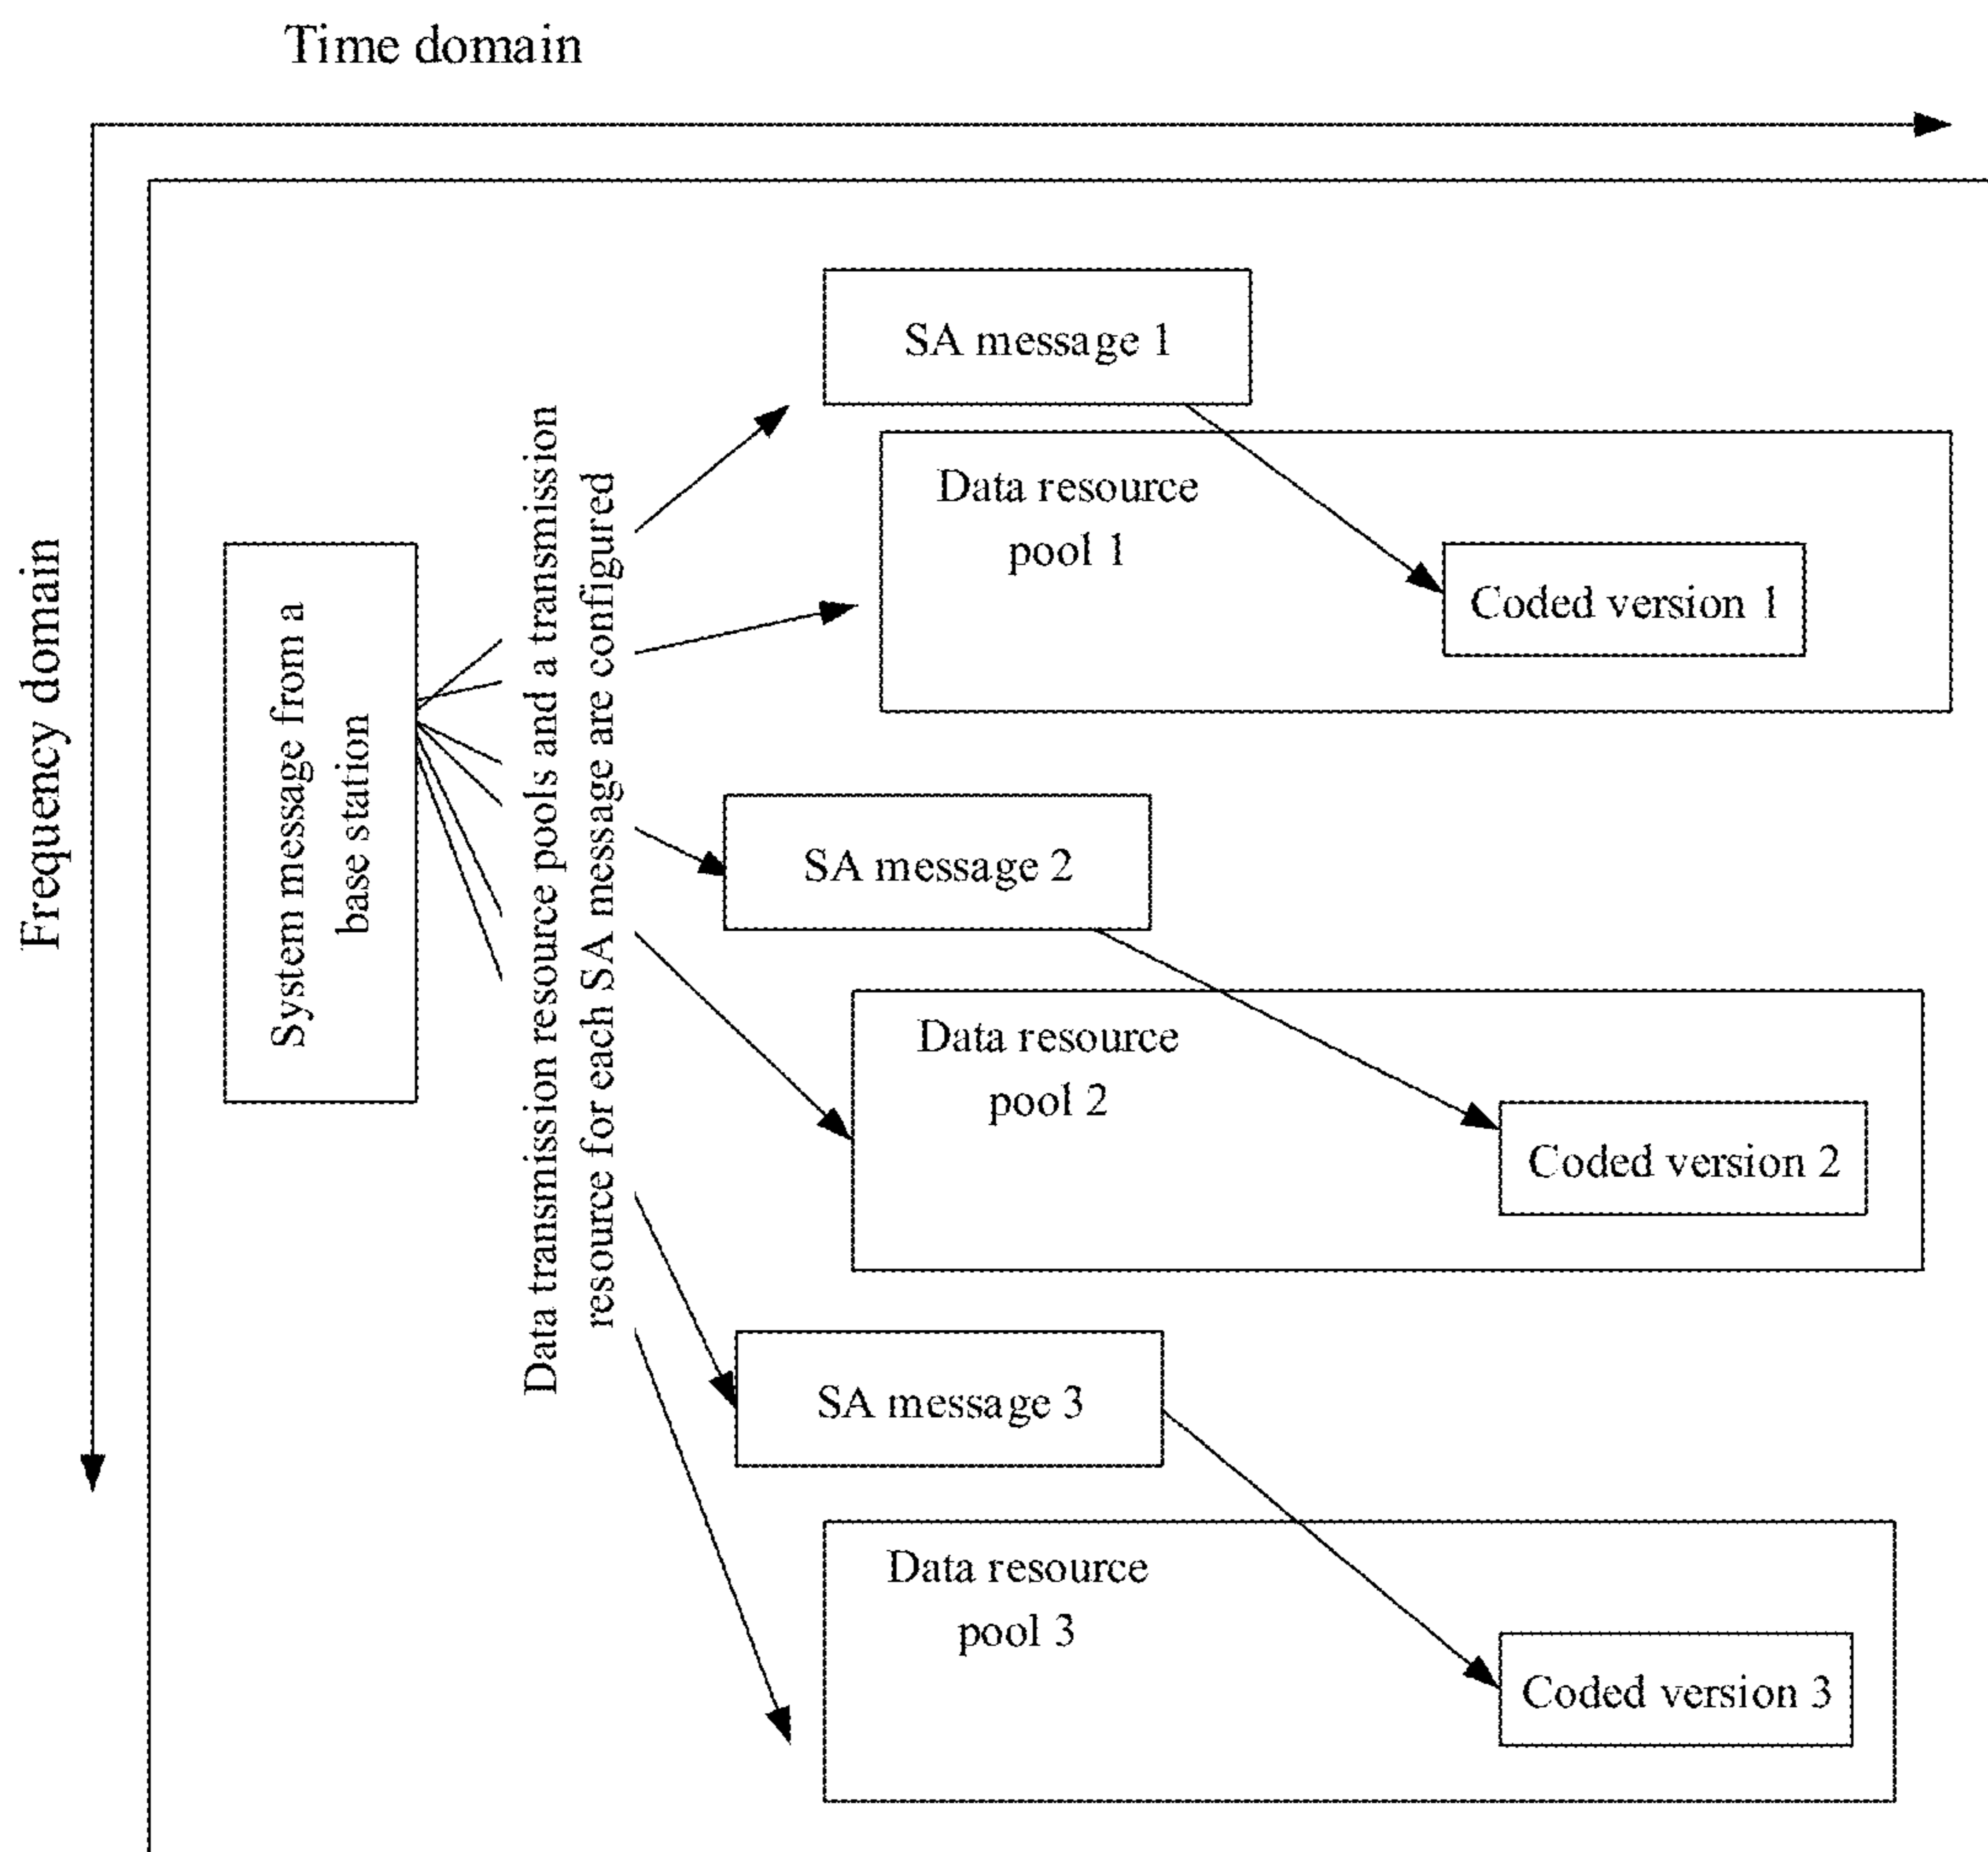 Time domain
Frequency domain
System message from a
base station
Data transmission resource pools and a transmission
resource for each SA message are configured
SA message 1
Data resource
pool 1
Coded version 1
SA message 2
Data resource
pool 2
Coded version 2
SA message 3
Data resource
pool 3
Coded version 3